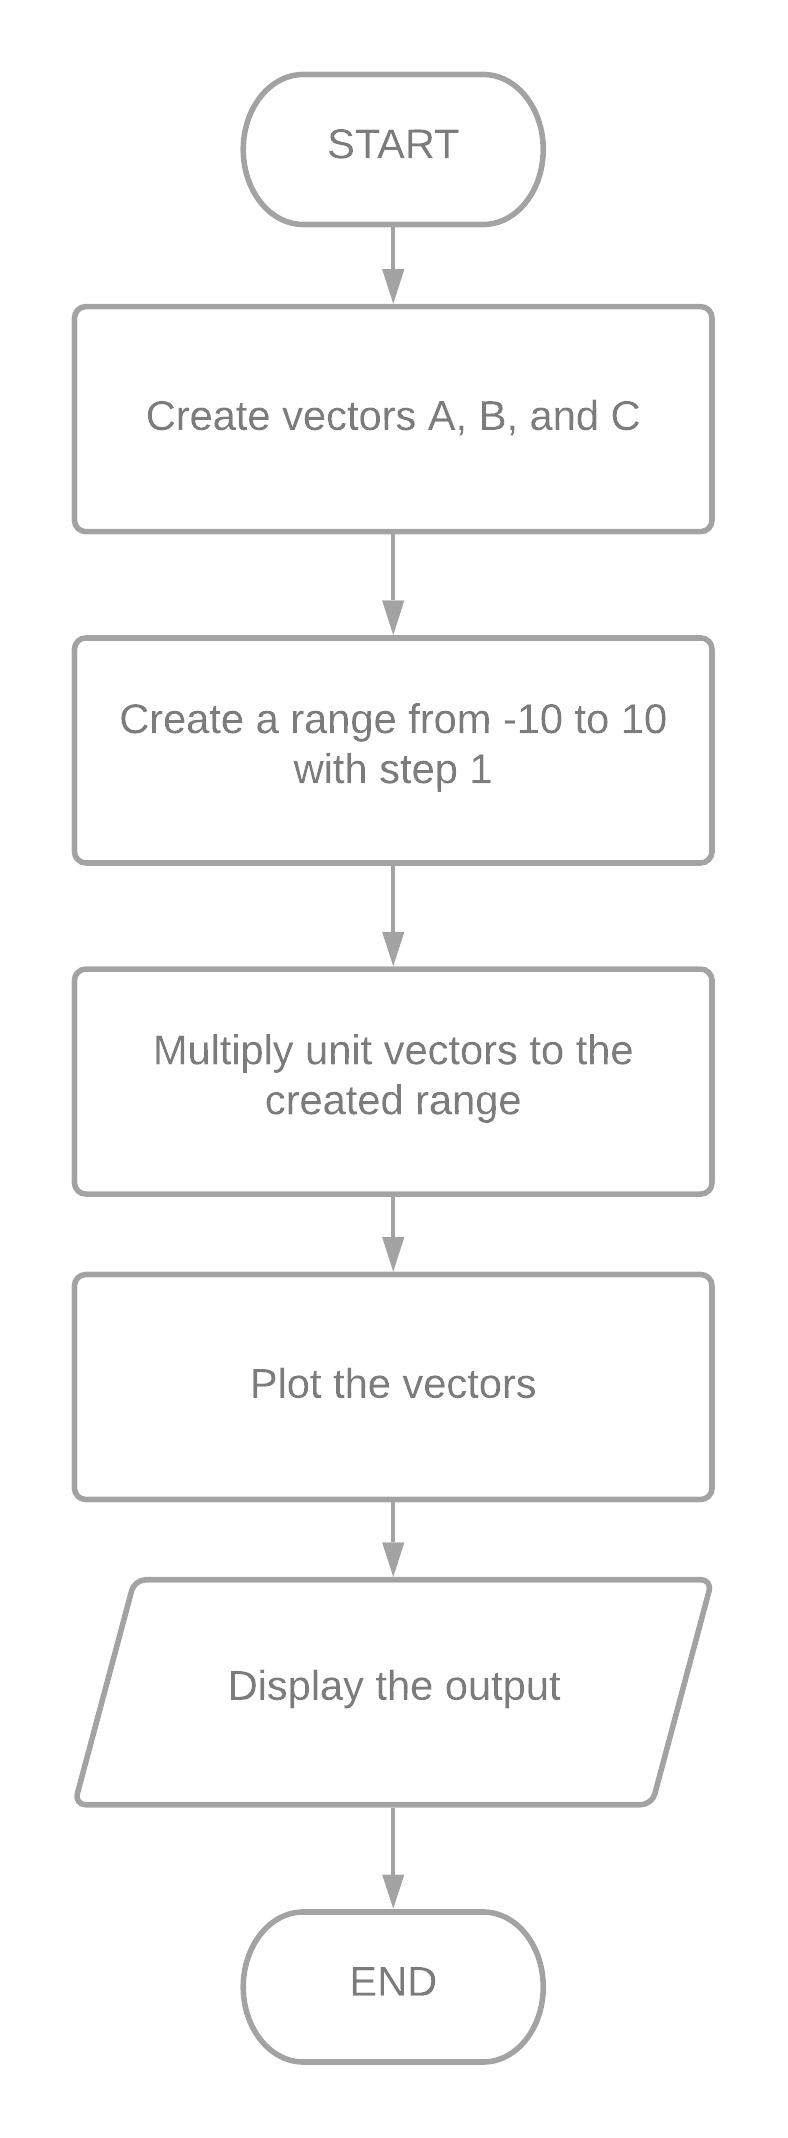 START
Create vectors A, B, and C
Create a range from -10 to 10
with step 1
Multiply unit vectors to the
created range
Plot the vectors
Display the output
END